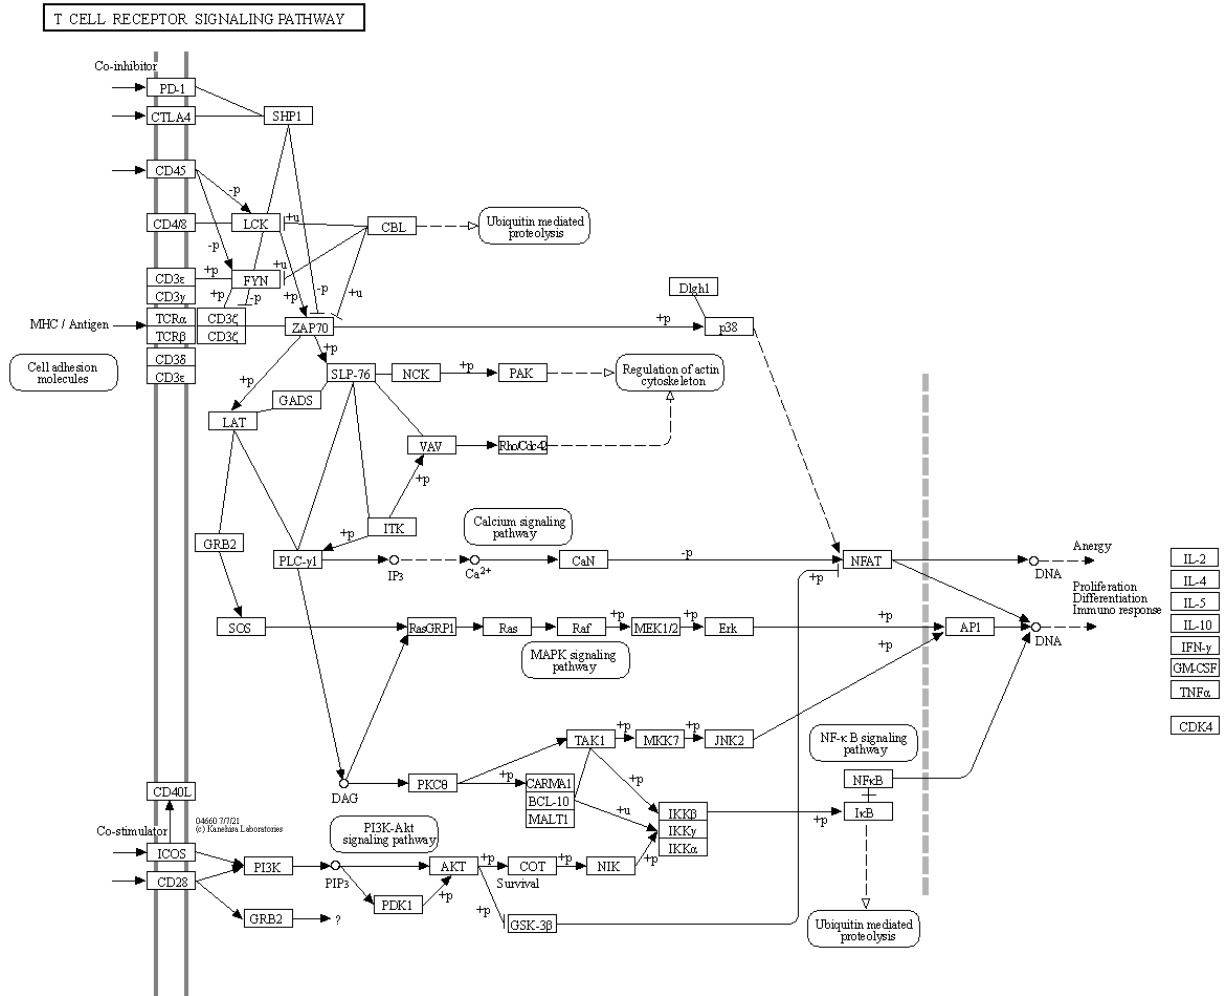 T CELL RECEPTOR SIGNALING PATHWAY
Co-inhibitor
PD-1
CTLA4
SHP1
CD45
-p
CD4/8
LCK
+u
CBL
Ubiquitin mediated
proteolysis
-p
+u
CD3ε
+p
FYN
CD3γ
+p
-p
+p
-p
+u
Dlgh1
MHC / Antigen
TCRα
CD3ζ
ZAP70
+p
p38
TCRβ
CD3ζ
Cell adhesion
molecules
CD3δ
CD3ε
+p
+p
SLP-76
NCK
+p
PAK
Regulation of actin
cytoskeleton
GADS
LAT
VAV
Rho/Cdc42
+p
ITK
Calcium signaling
pathway
GRB2
+p
PLC-γ1
IP3
Ca2+
CaN
-p
NFAT
+p
DNA
Anergy
Proliferation
Differentiation
Immuno response
SOS
RasGRP1
Ras
Raf
+p
MEK1/2
+p
Erk
+p
AP1
DNA
+p
MAPK signaling
pathway
IL-2
IL-4
IL-5
IL-10
IFN-γ
GM-CSF
TNFα
CDK4
TAK1
+p
MKK7
+p
JNK2
NF-κB signaling
pathway
DAG
PKCθ
+p
CARMA1
BCL-10
MALT1
+p
+u
NFκB
IKKβ
IKKγ
IKKα
+p
IκB
CD40L
04660 7/7/21
(c) Kanehisa Laboratories
Co-stimulator
PI3K-Akt
signaling pathway
ICOS
CD28
PI3K
PIP3
AKT
+p
COT
+p
NIK
+p
Survival
PDK1
+p
+p
GRB2
?
GSK-3β
Ubiquitin mediated
proteolysis